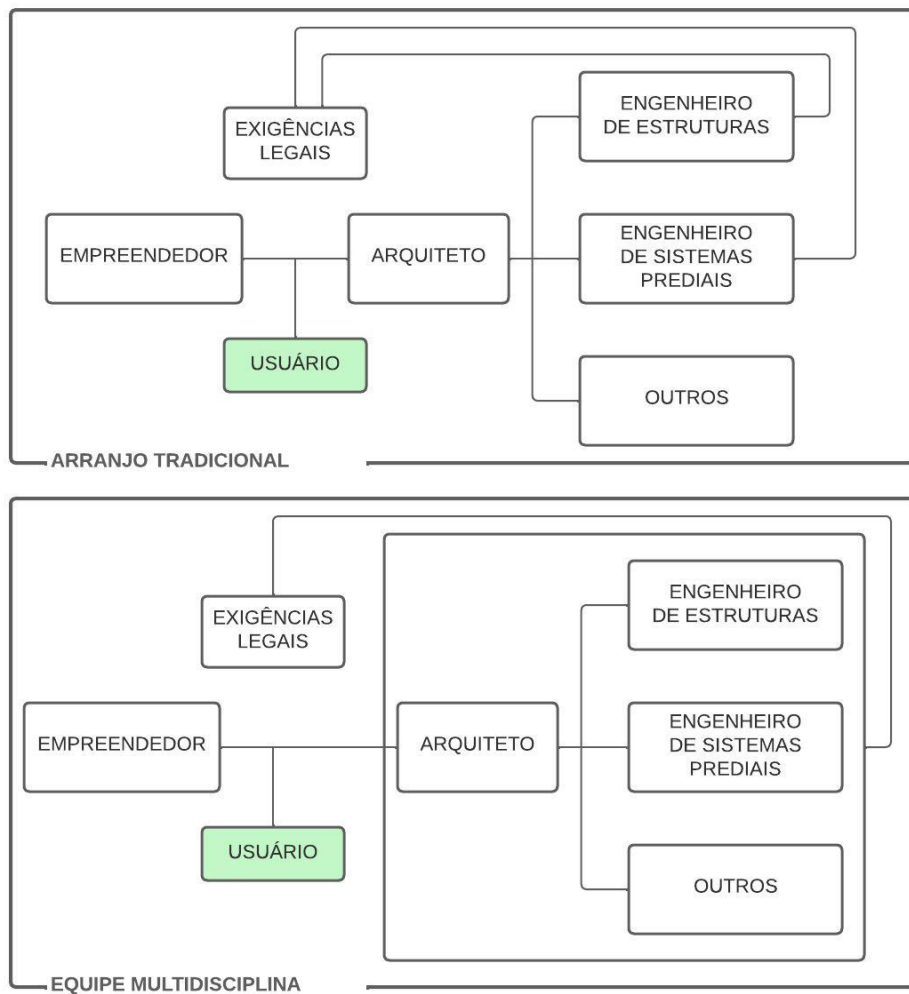 EXIGÊNCIAS
LEGAIS
ENGENHEIRO
DE ESTRUTURAS
EMPREENDEDOR
ARQUITETO
ENGENHEIRO
DE SISTEMAS
PREDIAIS
USUÁRIO
OUTROS
ARRANJO TRADICIONAL
EXIGÊNCIAS
LEGAIS
ENGENHEIRO
DE ESTRUTURAS
EMPREENDEDOR
ARQUITETO
ENGENHEIRO
DE SISTEMAS
PREDIAIS
USUÁRIO
OUTROS
EQUIPE MULTIDISCIPLINA